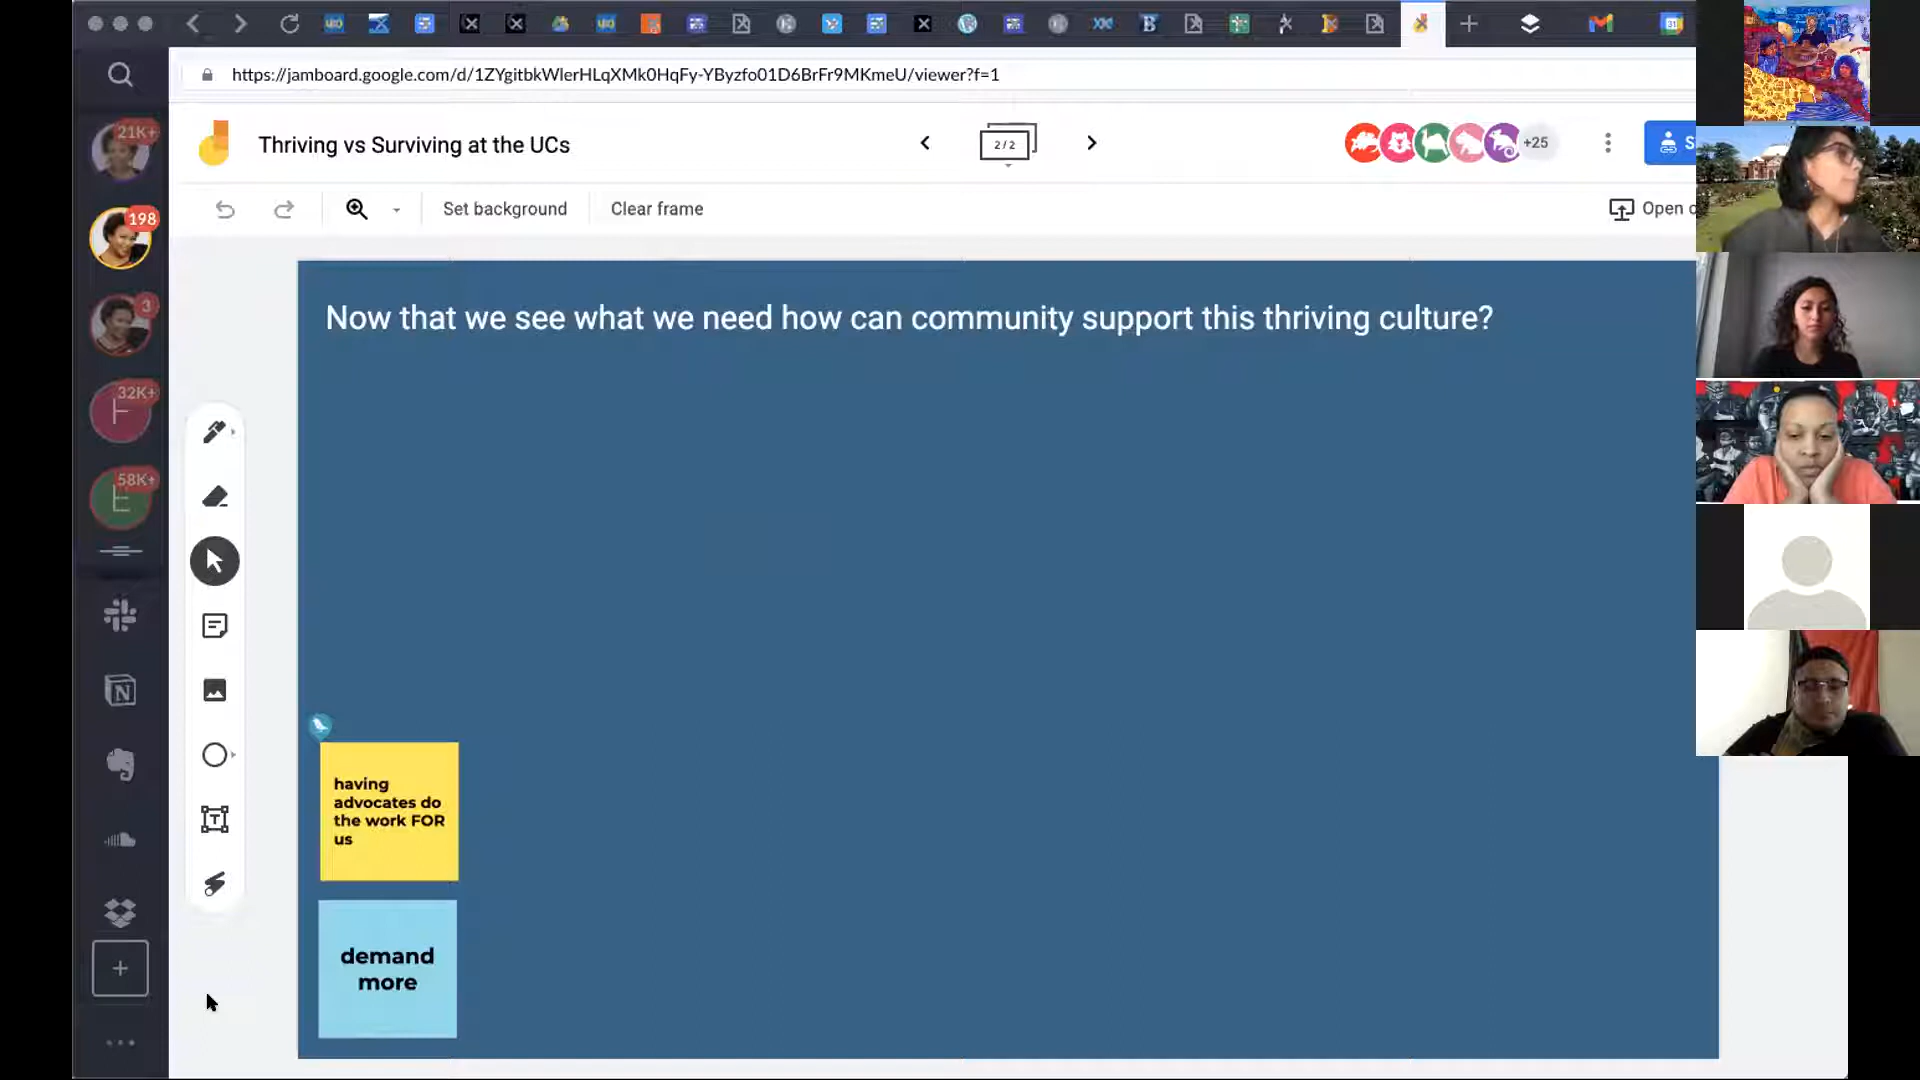 https://jamboard.google.com/d/1ZYgitbkWlerHLqXMk0HqFy-YByzfo01D6BrFr9MKmeU/viewer?f=1
21K+
Thriving vs Surviving at the UCs
2/2
+25
S
198
Set background
Clear frame
Open o
3
Now that we see what we need how can community support this thriving culture?
32K+
F
58K+
E
having
advocates do
the work FOR
us
demand
more